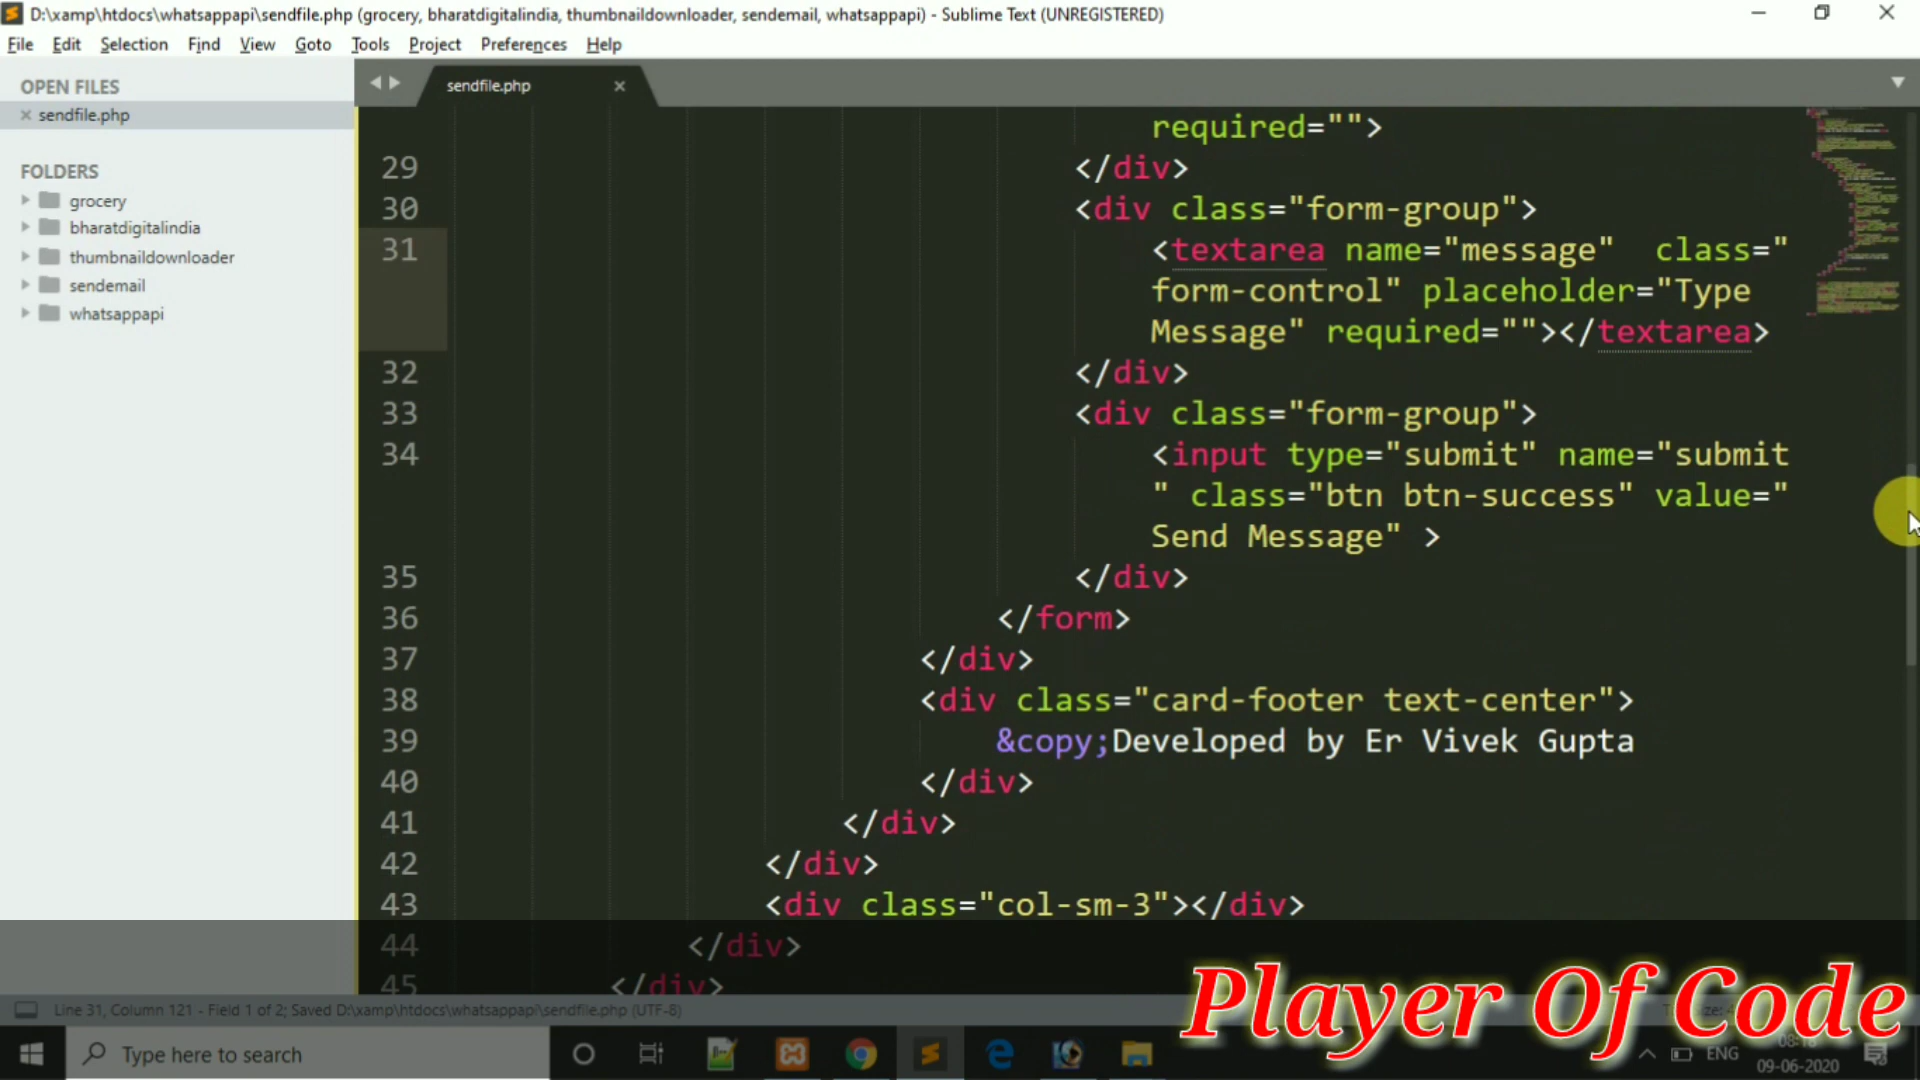 D:\xamp\htdocs\whatsappapi\sendfile.php (grocery, bharatdigitalindia, thumbnaildownloader, sendemail, whatsappapi) - Sublime Text (UNREGISTERED)
File Edit Selection Find View Goto Tools Project Preferences Help
OPEN FILES
sendfile.php
FOLDERS
grocery
bharatdigitalindia
thumbnaildownloader
sendemail
whatsappapi
sendfile.php
required="">
29 </div>
30 <div class="form-group">
31 <textarea name="message"  class="
form-control" placeholder="Type
Message" required=""></textarea>
32 </div>
33 <div class="form-group">
34 <input type="submit" name="submit
" class="btn btn-success" value="
Send Message" >
35 </div>
36 </form>
37 </div>
38 <div class="card-footer text-center">
39 &copy;Developed by Er Vivek Gupta
40 </div>
41 </div>
42 </div>
43 <div class="col-sm-3"></div>
44 </div>
45 </div>
Line 31, Column 121 - Field 1 of 2; Saved D:\xamp\htdocs\whatsappapi\sendfile.php (UTF-8)
Player Of Code
Type here to search
ENG
09-06-2020